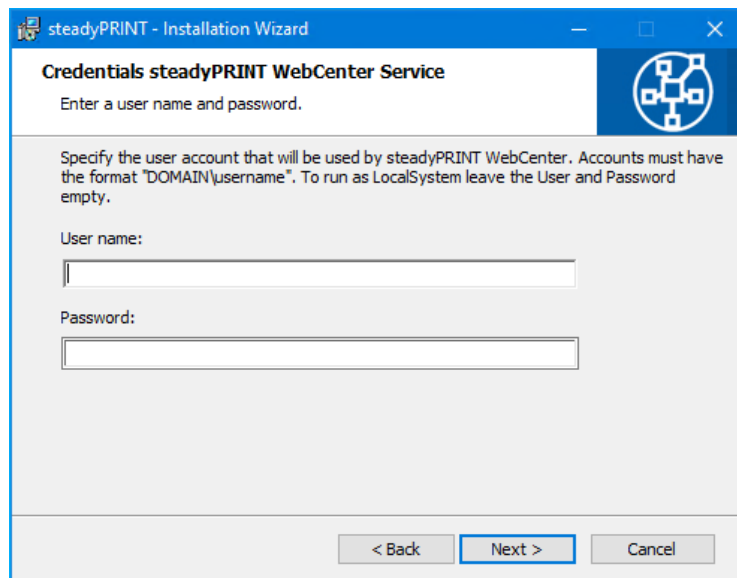 steadyPRINT - Installation Wizard
Credentials steadyPRINT WebCenter Service
Enter a user name and password.
Specify the user account that will be used by steadyPRINT WebCenter. Accounts must have
the format "DOMAIN\username". To run as LocalSystem leave the User and Password
empty.
User name:
Password:
< Back
Next >
Cancel